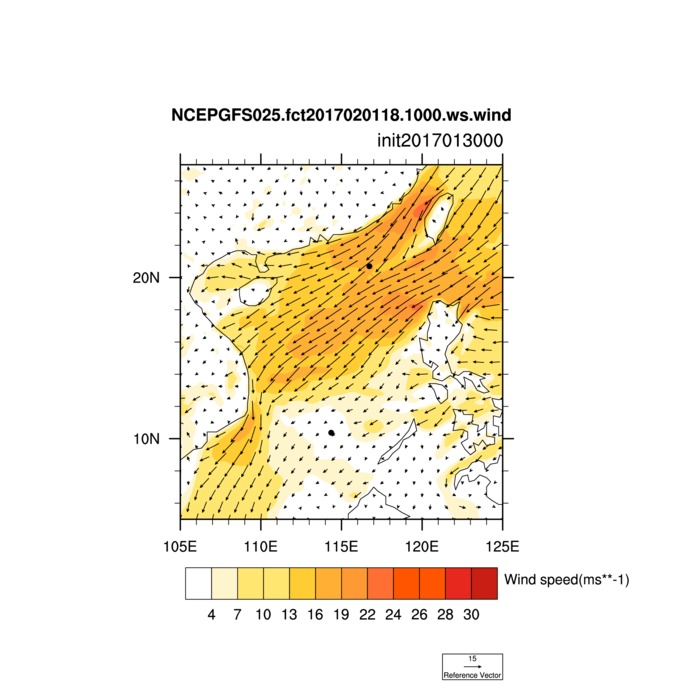 NCEPGFS025.fct2017020118.1000.ws.wind
init2017013000
20N
10N
105E 110E 115E 120E 125E
Wind speed(ms**-1)
4 7 10 13 16 19 22 24 26 28 30
15
Reference Vector